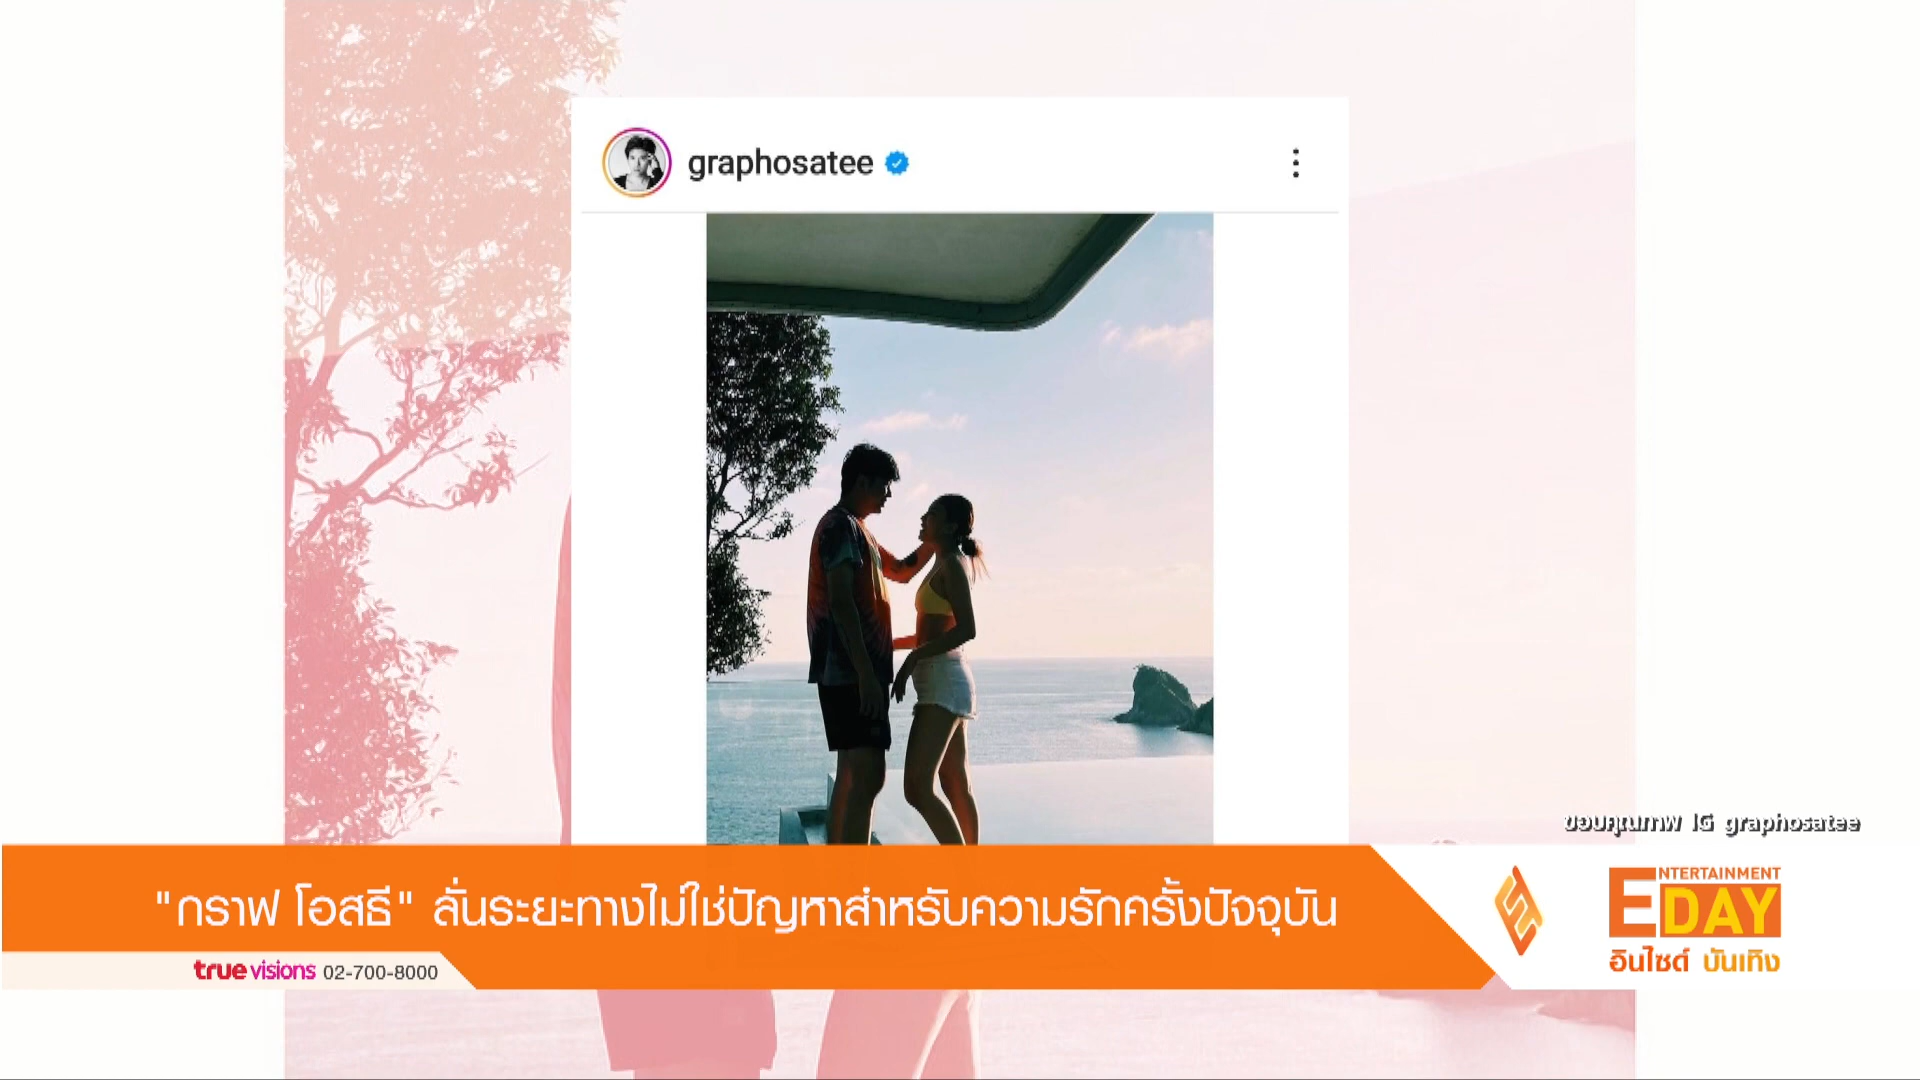 graphosatee
ขอบคุณภาพ IG graphosatee
"กราฟ โอสธี" ลั่นระยะทางไม่ใช่ปัญหาสำหรับความรักครั้งปัจจุบัน
ENTERTAINMENT
DAY
อินไซด์ บันเทิง
true visions 02-700-8000